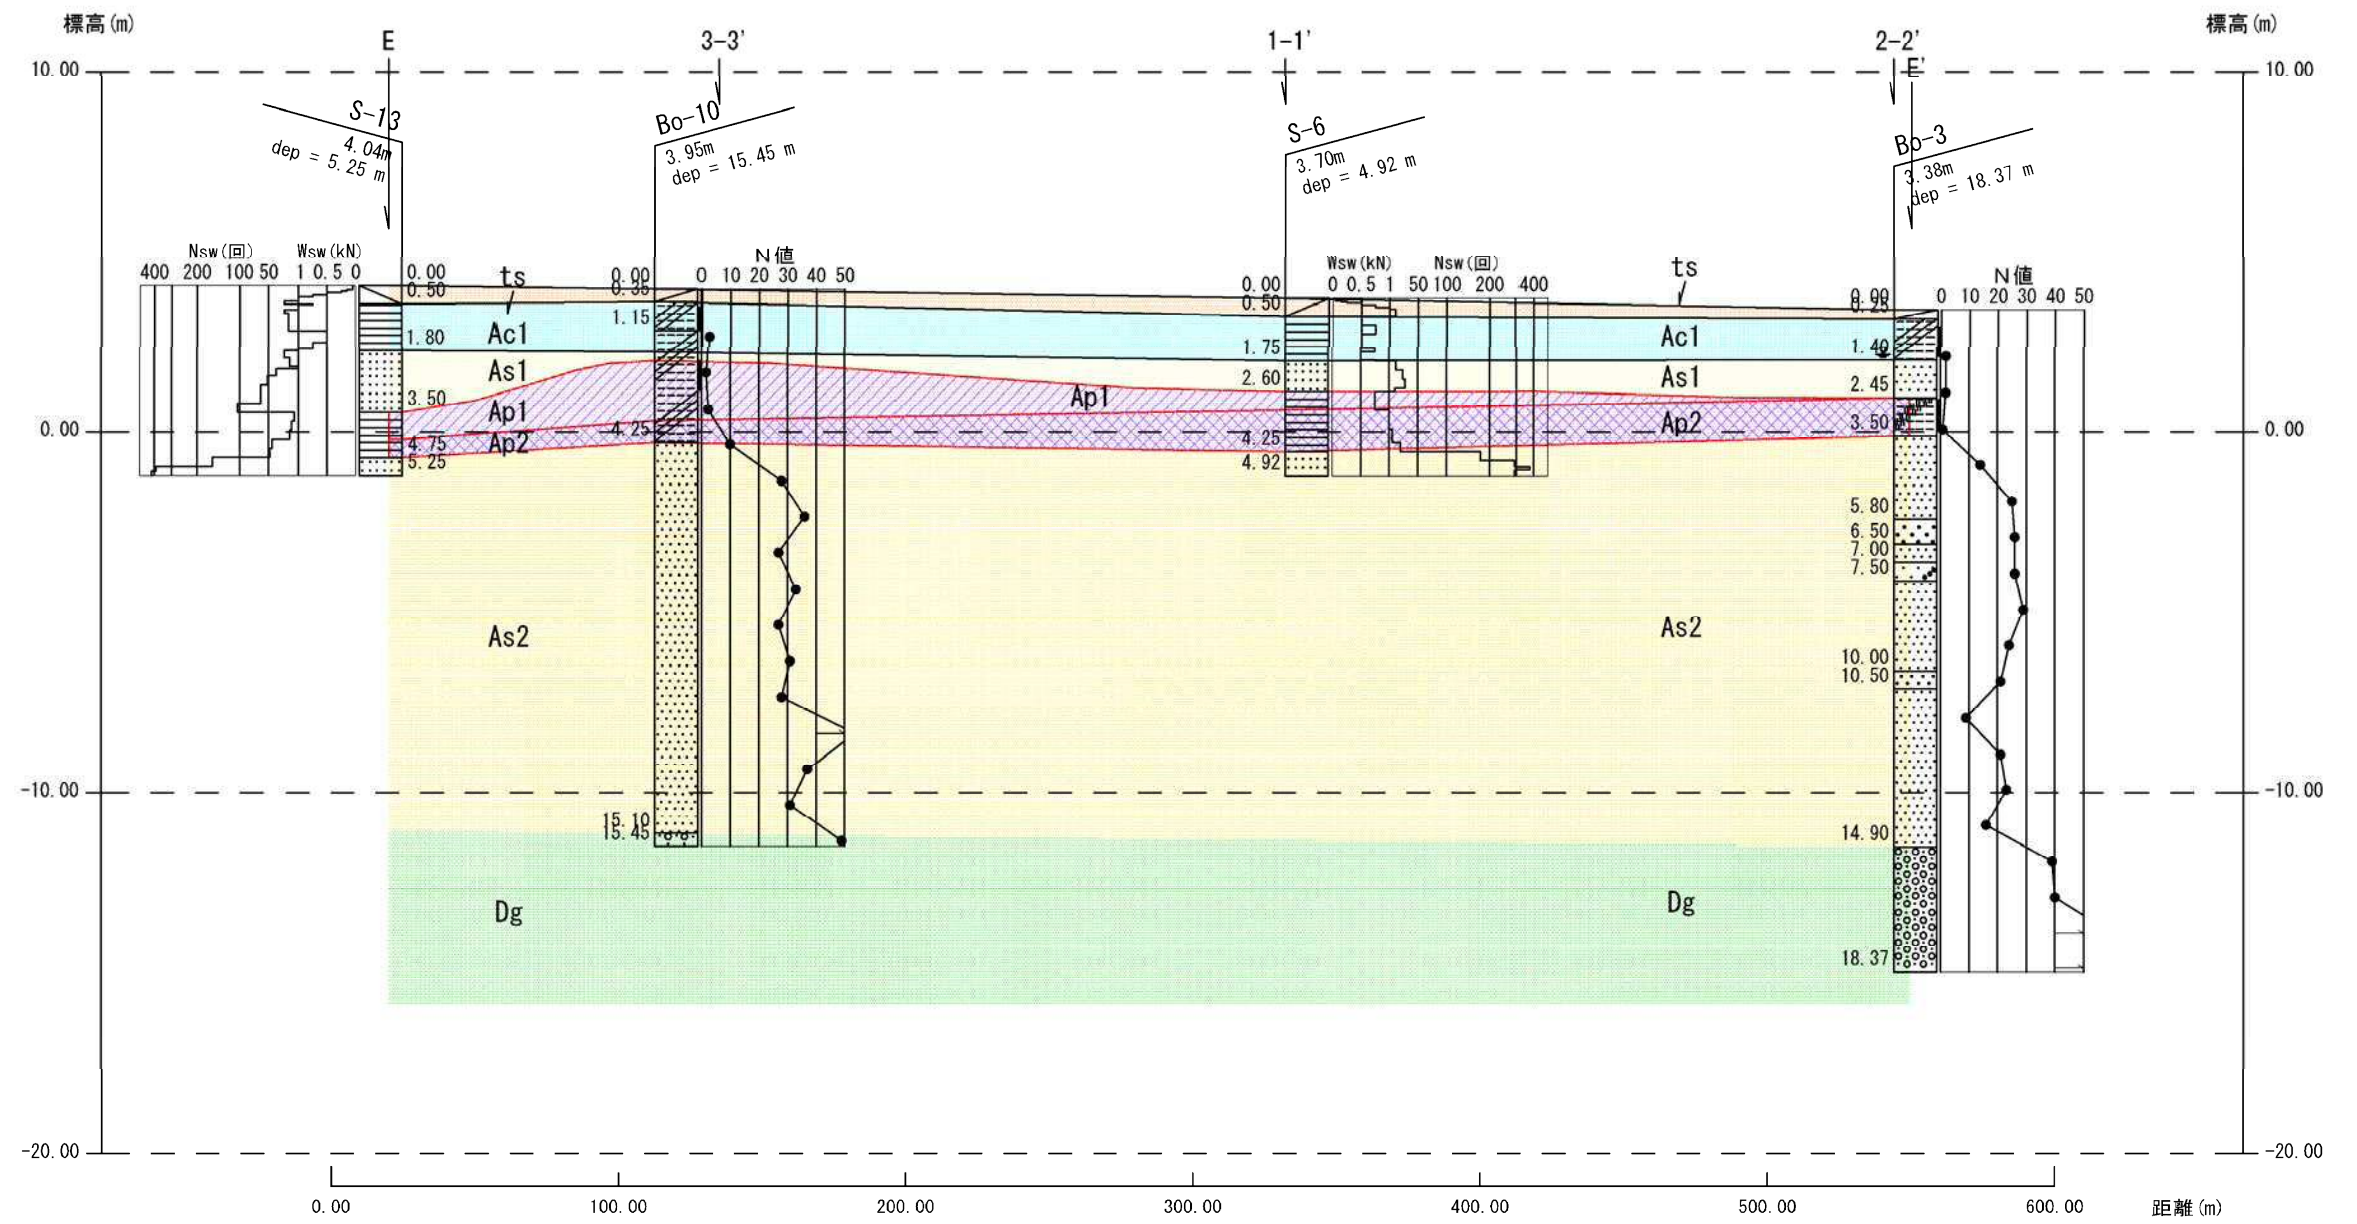 標高(m)
標高(m)
E
3-3'
1-1'
2-2'
E'
10.00
10.00
S-13
4.04m
dep = 5.25 m
Bo-10
3.95m
dep = 15.45 m
S-6
3.70m
dep = 4.92 m
Bo-3
3.38m
dep = 18.37 m
Nsw(回) Wsw(kN)
400 200 100 50 1 0.5 0
N値
0 10 20 30 40 50
Wsw(kN) Nsw(回)
0 0.5 1 50 100 200 400
N値
0 10 20 30 40 50
0.00
0.50
1.80
3.50
4.75
5.25
ts
Ac1
As1
Ap1
Ap2
As2
Dg
0.00
0.35
1.15
4.25
15.10
15.45
Ap1
0.00
0.50
1.75
2.60
4.25
4.92
ts
Ac1
As1
Ap2
As2
Dg
0.00
0.25
1.40
2.45
3.50
5.80
6.50
7.00
7.50
10.00
10.50
14.90
18.37
0.00
0.00
-10.00
-10.00
-20.00
-20.00
0.00 100.00 200.00 300.00 400.00 500.00 600.00 距離(m)